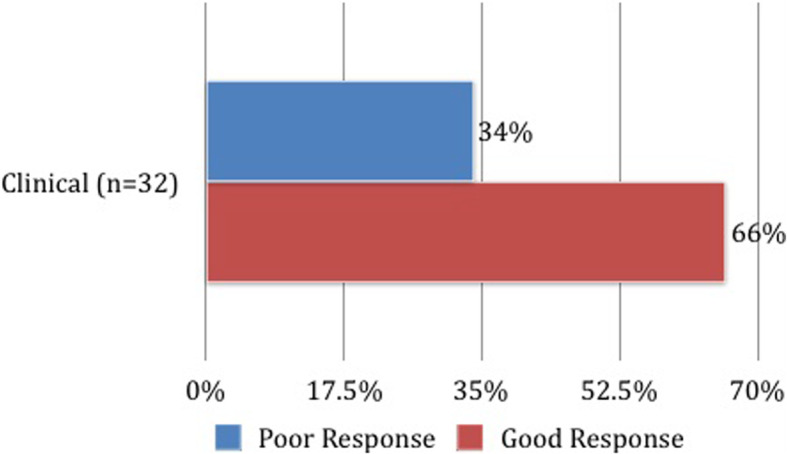 34%
Clinical (n=32)
66%
0% 17.5% 35% 52.5% 70%
Poor Response Good Response